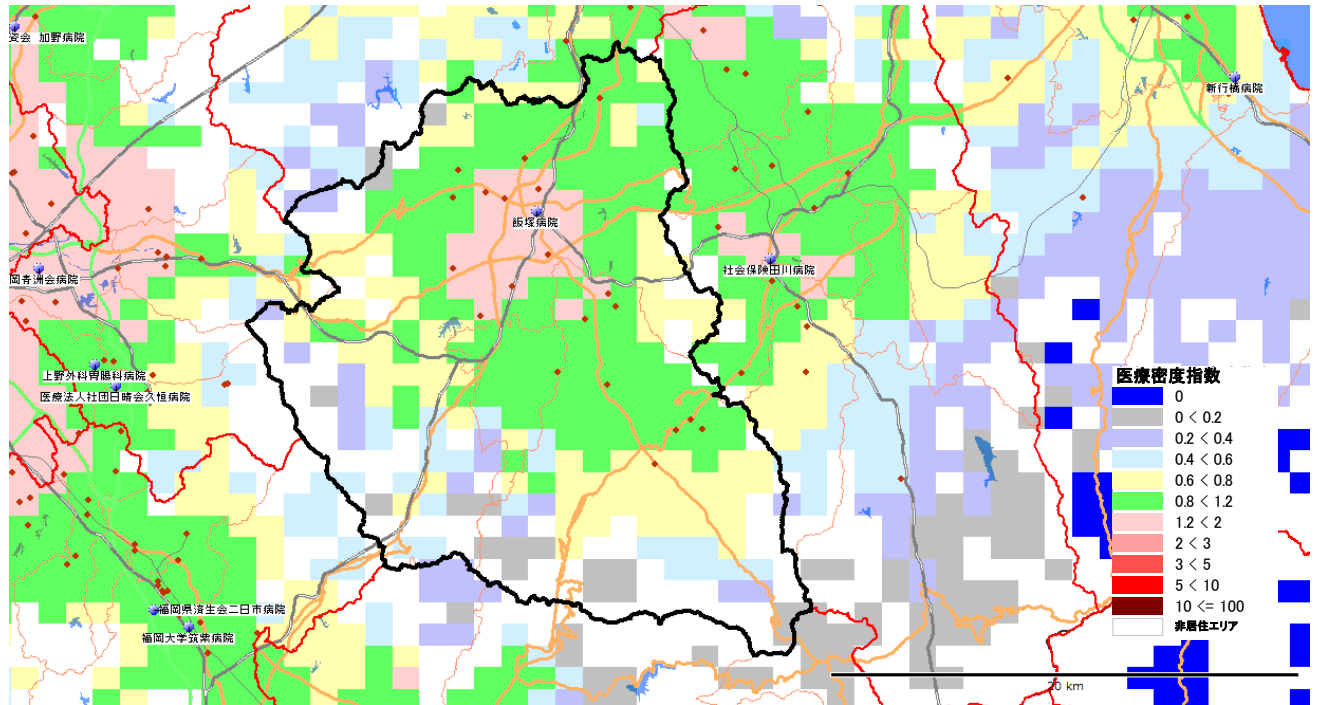 安会 加野病院
新行橋病院
飯塚病院
社会保険田川病院
岡青洲会病院
上野外科胃腸科病院
医療法人社団日晴会久恒病院
福岡県済生会二日市病院
福岡大学筑紫病院
医療密度指数
0
0 < 0.2
0.2 < 0.4
0.4 < 0.6
0.6 < 0.8
0.8 < 1.2
1.2 < 2
2 < 3
3 < 5
5 < 10
10 <= 100
非居住エリア
20 km